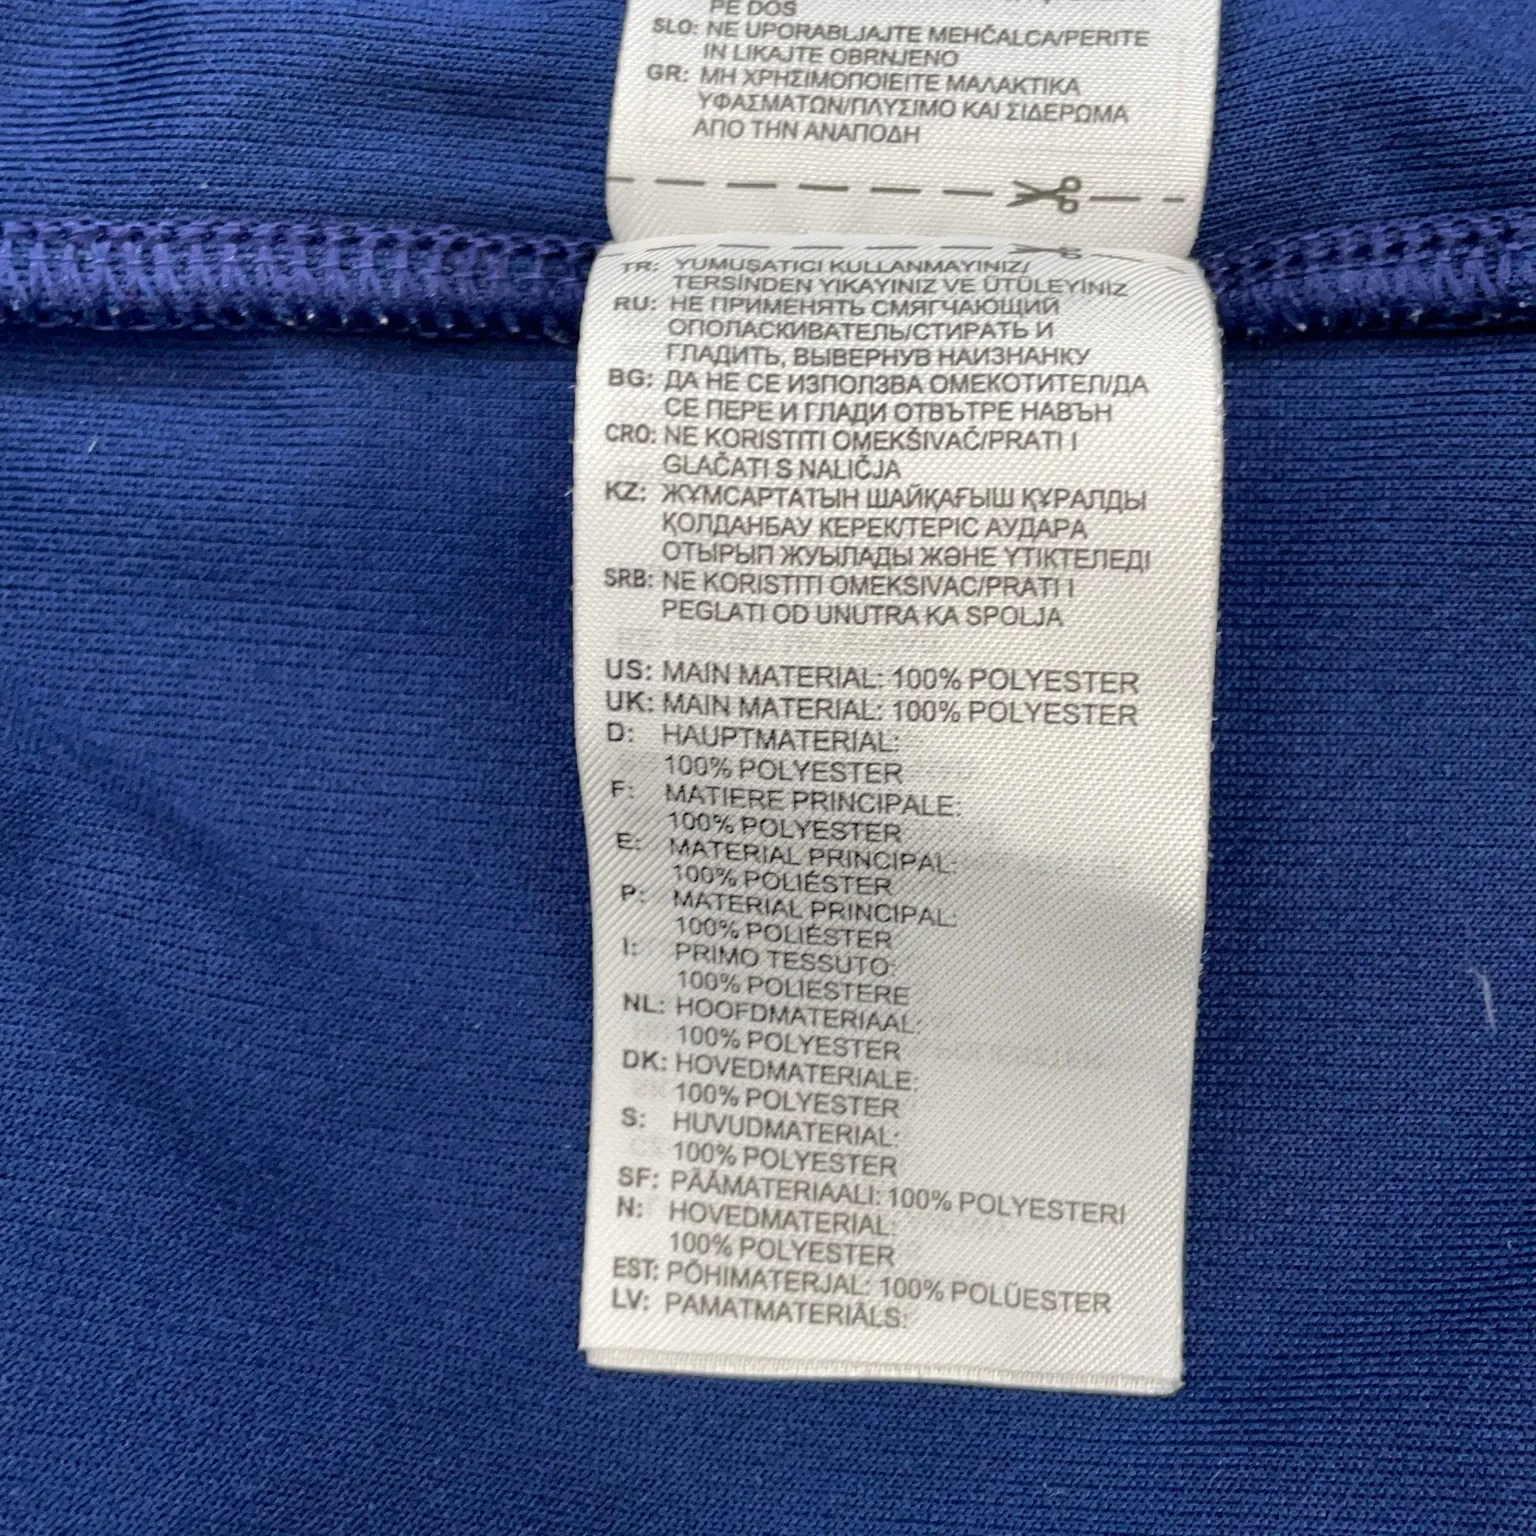 PE DOS
SLO: NE UPORABLJAJTE MEHČALCA/PERITE
IN LIKAJTE OBRNJENO
GR: ΜΗ ΧΡΗΣΙΜΟΠΟΙΕΙΤΕ ΜΑΛΑΚΤΙΚΑ
ΥΦΑΣΜΑΤΩΝ/ΠΛΥΣΙΜΟ ΚΑΙ ΣΙΔΕΡΩΜΑ
ΑΠΟ ΤΗΝ ΑΝΑΠΟΔΗ
TR: YUMUŞATICI KULLANMAYINIZ/
TERSİNDEN YIKAYINIZ VE ÜTÜLEYİNİZ
RU: НЕ ПРИМЕНЯТЬ СМЯГЧАЮЩИЙ
ОПОЛАСКИВАТЕЛЬ/СТИРАТЬ И
ГЛАДИТЬ, ВЫВЕРНУВ НАИЗНАНКУ
BG: ДА НЕ СЕ ИЗПОЛЗВА ОМЕКОТИТЕЛ/ДА
СЕ ПЕРЕ И ГЛАДИ ОТВЪТРЕ НАВЪН
CRO: NE KORISTITI OMEKŠIVAČ/PRATI I
GLAČATI S NALIČJA
KZ: ЖҰМСАРТАТЫН ШАЙҚАҒЫШ ҚҰРАЛДЫ
ҚОЛДАНБАУ КЕРЕК/ТЕРІС АУДАРА
ОТЫРЫП ЖУЫЛАДЫ ЖӘНЕ ҮТІКТЕЛЕДІ
SRB: NE KORISTITI OMEKSIVAC/PRATI I
PEGLATI OD UNUTRA KA SPOLJA
US: MAIN MATERIAL: 100% POLYESTER
UK: MAIN MATERIAL: 100% POLYESTER
D: HAUPTMATERIAL:
100% POLYESTER
F: MATIERE PRINCIPALE:
100% POLYESTER
E: MATERIAL PRINCIPAL:
100% POLIÉSTER
P: MATERIAL PRINCIPAL:
100% POLIÉSTER
I: PRIMO TESSUTO:
100% POLIESTERE
NL: HOOFDMATERIAAL:
100% POLYESTER
DK: HOVEDMATERIALE:
100% POLYESTER
S: HUVUDMATERIAL:
100% POLYESTER
SF: PÄÄMATERIAALI: 100% POLYESTERI
N: HOVEDMATERIAL:
100% POLYESTER
EST: PÕHIMATERJAL: 100% POLÜESTER
LV: PAMATMATERIĀLS: